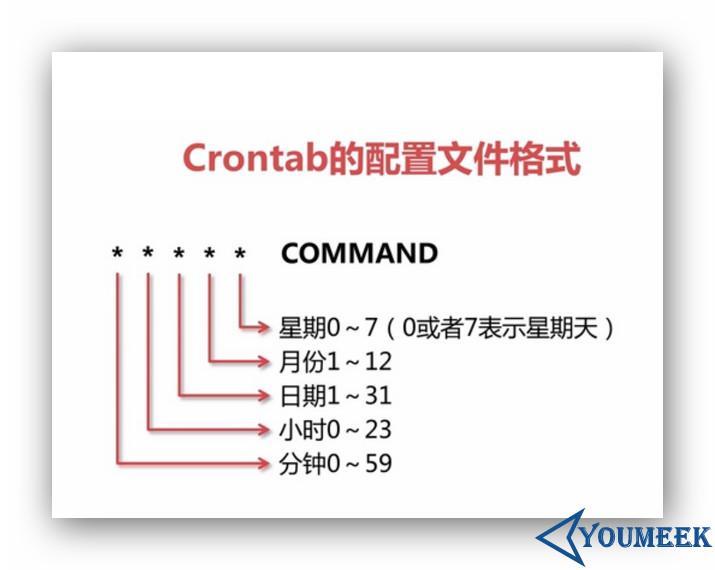 Crontab的配置文件格式
* * * * * COMMAND
星期0～7（0或者7表示星期天）
月份1～12
日期1～31
小时0～23
分钟0～59
YOUMEEK